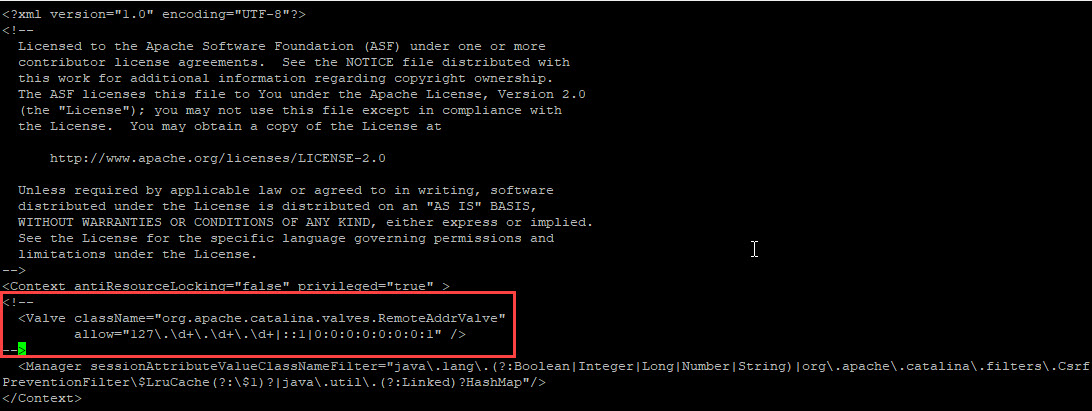 <?xml version="1.0" encoding="UTF-8"?>
<!--
  Licensed to the Apache Software Foundation (ASF) under one or more
  contributor license agreements.  See the NOTICE file distributed with
  this work for additional information regarding copyright ownership.
  The ASF licenses this file to You under the Apache License, Version 2.0
  (the "License"); you may not use this file except in compliance with
  the License.  You may obtain a copy of the License at

      http://www.apache.org/licenses/LICENSE-2.0

  Unless required by applicable law or agreed to in writing, software
  distributed under the License is distributed on an "AS IS" BASIS,
  WITHOUT WARRANTIES OR CONDITIONS OF ANY KIND, either express or implied.
  See the License for the specific language governing permissions and
  limitations under the License.
-->
<Context antiResourceLocking="false" privileged="true" >
<!--
  <Valve className="org.apache.catalina.valves.RemoteAddrValve"
         allow="127\.\d+\.\d+\.\d+|::1|0:0:0:0:0:0:0:1" />
-->
  <Manager sessionAttributeValueClassNameFilter="java\.lang\.(?:Boolean|Integer|Long|Number|String)|org\.apache\.catalina\.filters\.Csrf
PreventionFilter\$LruCache(?:\$1)?|java\.util\.(?:Linked)?HashMap"/>
</Context>